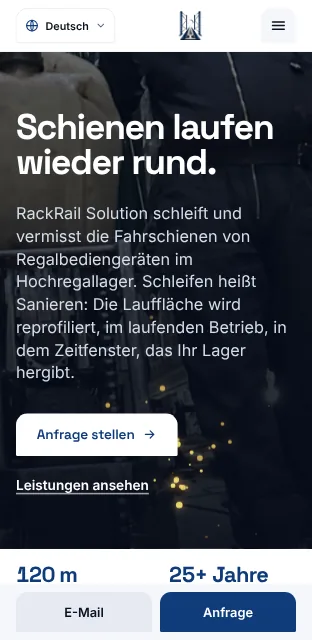 Deutsch
Schienen laufen
wieder rund.
RackRail Solution schleift und
vermisst die Fahrschienen von
Regalbediengeräten im
Hochregallager. Schleifen heißt
Sanieren: Die Lauffläche wird
reprofiliert, im laufenden Betrieb, in
dem Zeitfenster, das Ihr Lager
hergibt.
Anfrage stellen →
Leistungen ansehen
120 m
25+ Jahre
E-Mail
Anfrage